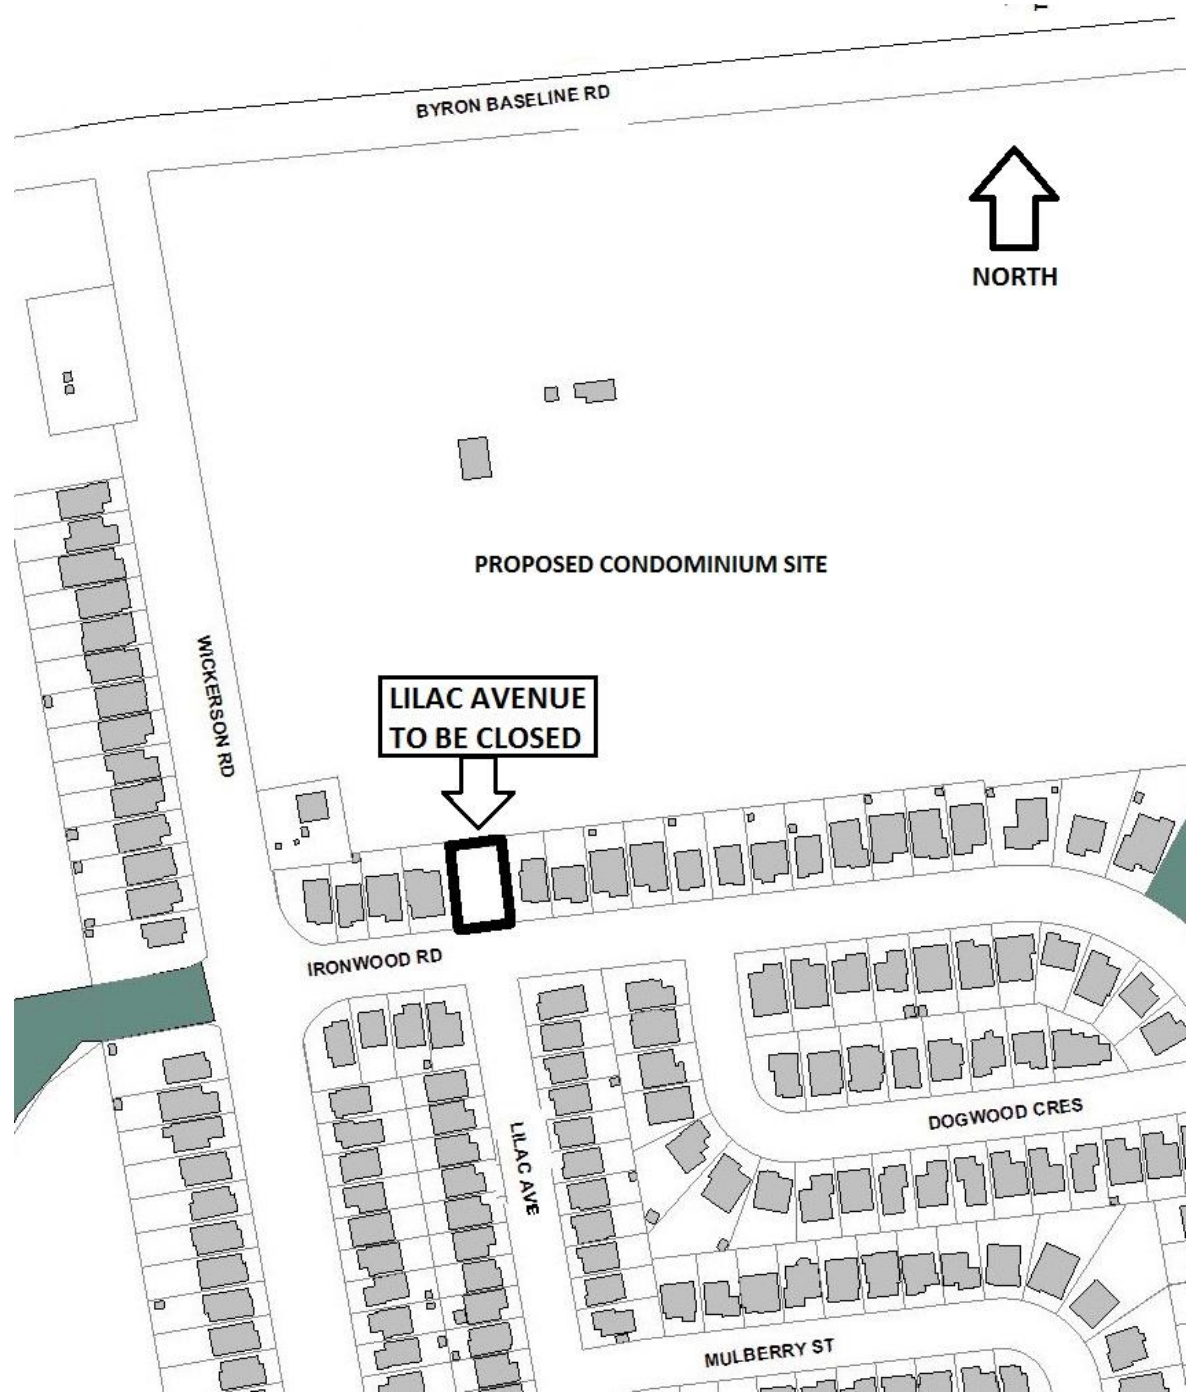 BYRON BASELINE RD
NORTH
PROPOSED CONDOMINIUM SITE
WICKERSON RD
LILAC AVENUE
TO BE CLOSED
IRONWOOD RD
DOGWOOD CRES
LILAC AVE
MULBERRY ST